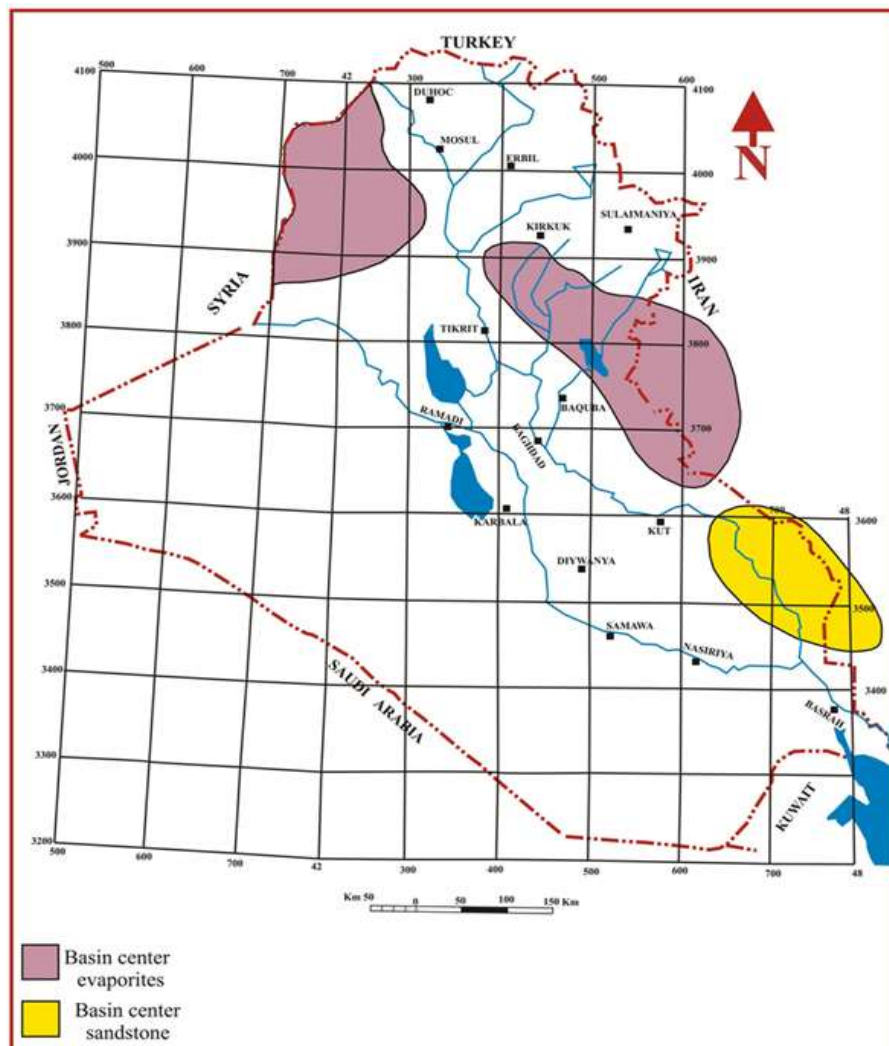 TURKEY
500
600
700
42
300
500
600
4100
4100
DUHOC
MOSUL
ERBIL
4000
4000
N
SULAIMANIYA
KIRKUK
3900
3900
SYRIA
IRAN
3800
TIKRIT
3800
BAQUBA
3700
RAMADI
BAGHDAD
3700
JORDAN
3600
KARBALA
KUT
700
48
3600
DIYWANYA
3500
3500
SAMAWA
NASIRIYA
3400
SAUDI ARABIA
3400
BASRAH
3300
KUWAIT
3200
500
600
700
42
300
400
500
600
700
48
Km 50
0
50
100
150 Km
Basin center
evaporites
Basin center
sandstone